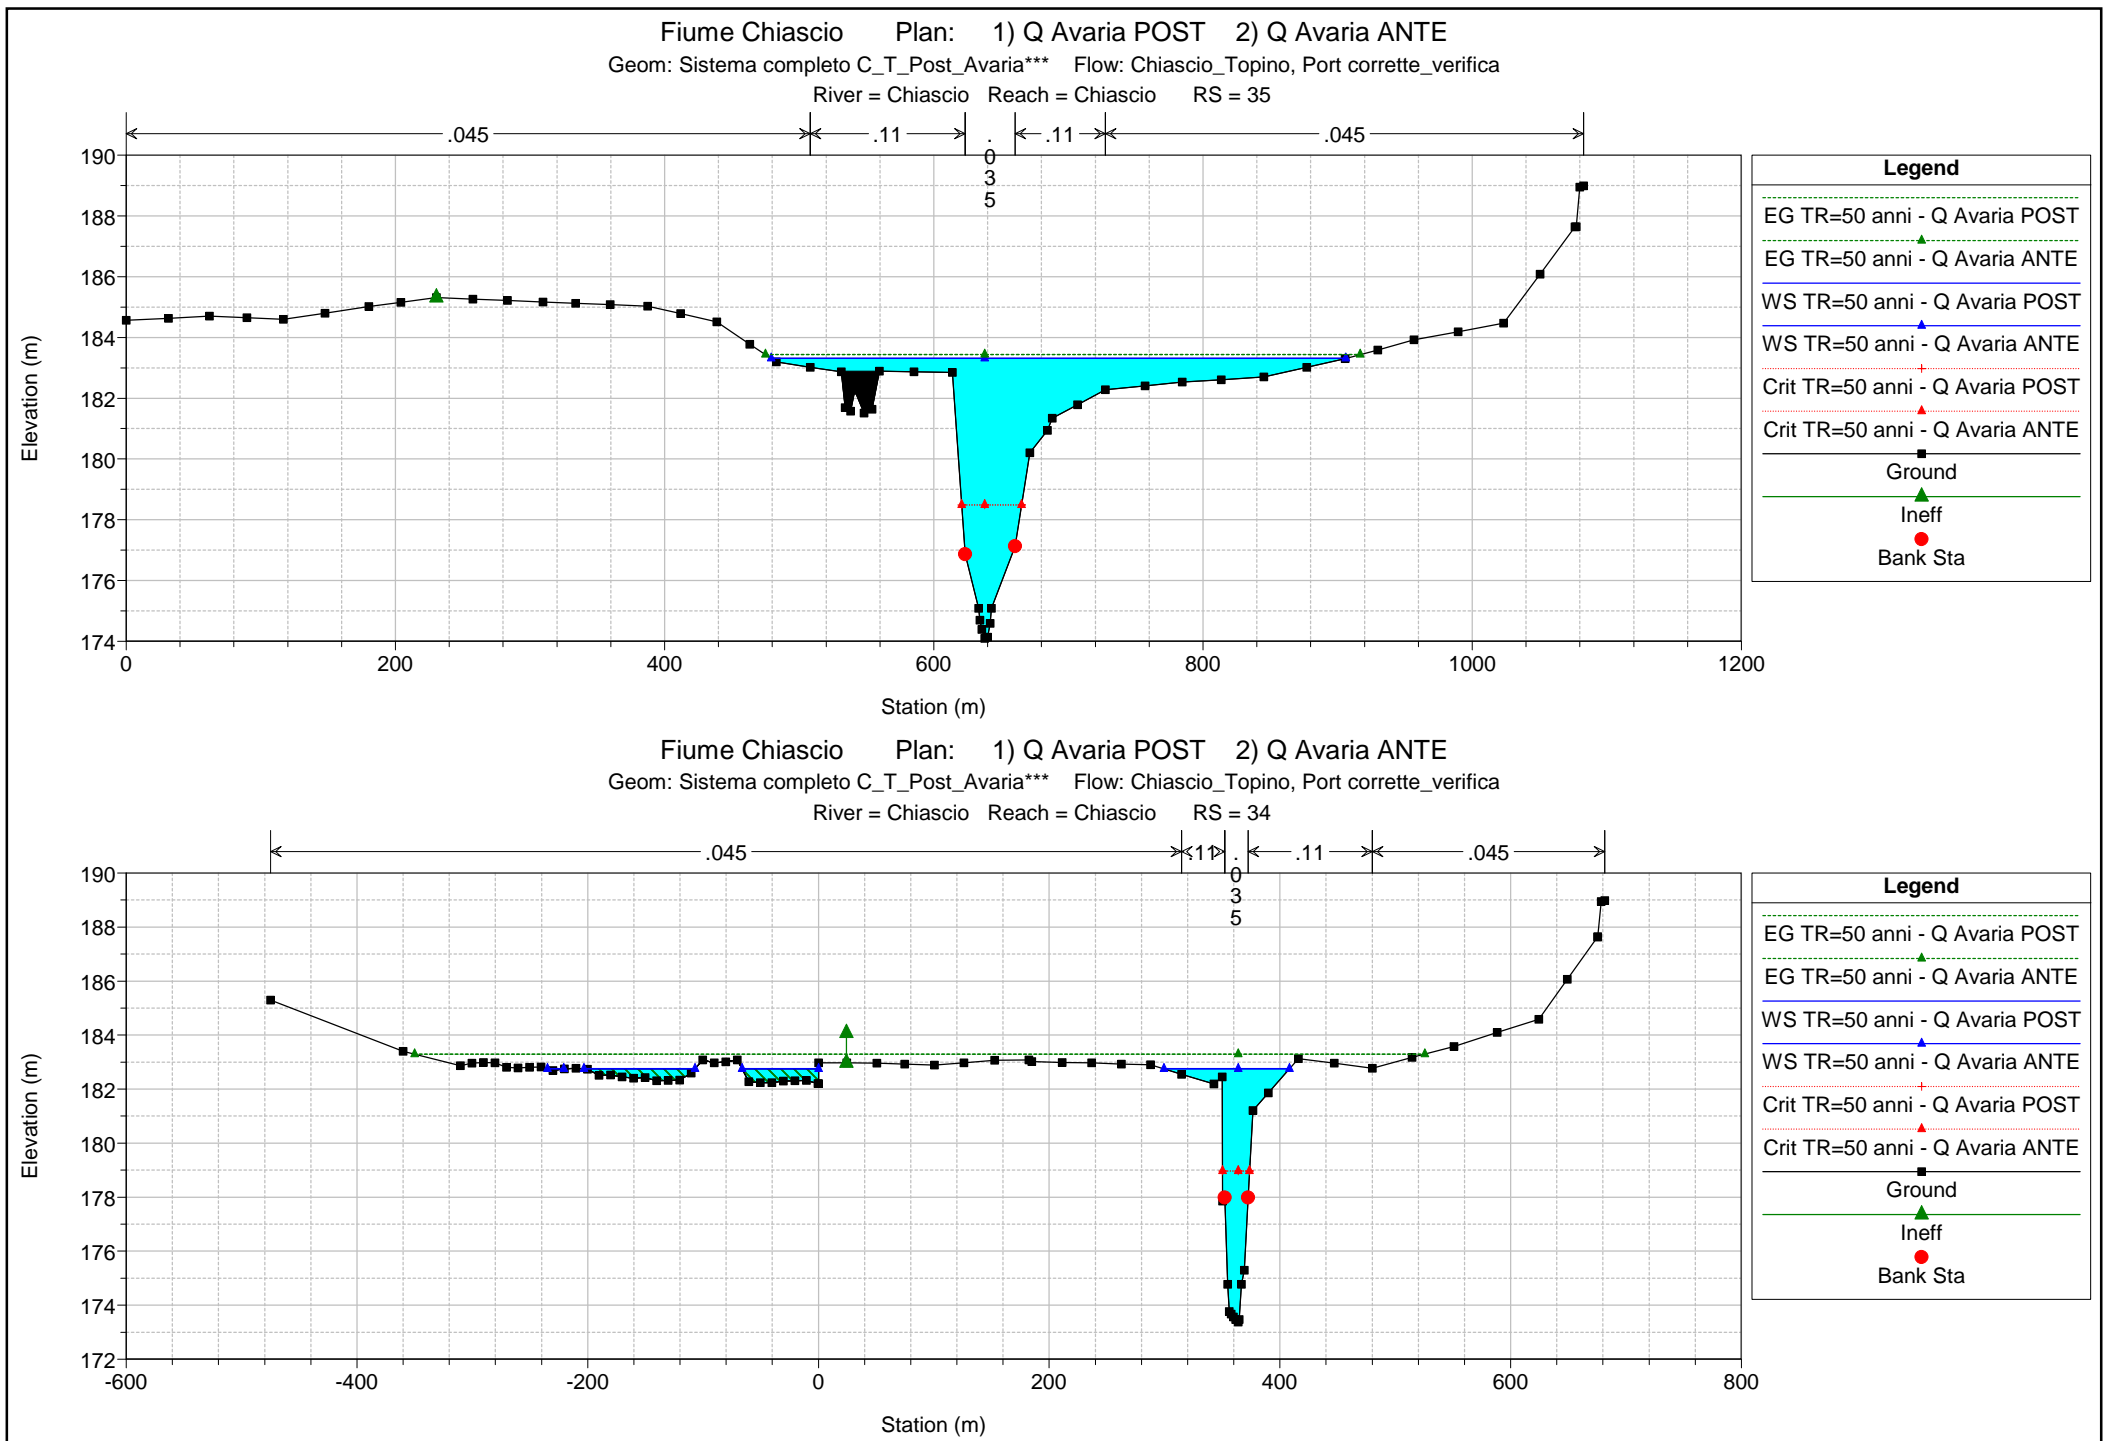 Fiume Chiascio Plan: 1) Q Avaria POST 2) Q Avaria ANTE
Geom: Sistema completo C_T_Post_Avaria*** Flow: Chiascio_Topino, Port corrette_verifica
River = Chiascio Reach = Chiascio RS = 35
.045 .11 .035 .11 .045
190
188
186
184
182
180
178
176
174
0 200 400 600 800 1000 1200
Elevation (m)
Station (m)
Legend
EG TR=50 anni - Q Avaria POST
EG TR=50 anni - Q Avaria ANTE
WS TR=50 anni - Q Avaria POST
WS TR=50 anni - Q Avaria ANTE
Crit TR=50 anni - Q Avaria POST
Crit TR=50 anni - Q Avaria ANTE
Ground
Ineff
Bank Sta
Fiume Chiascio Plan: 1) Q Avaria POST 2) Q Avaria ANTE
Geom: Sistema completo C_T_Post_Avaria*** Flow: Chiascio_Topino, Port corrette_verifica
River = Chiascio Reach = Chiascio RS = 34
.045 .11 .035 .11 .045
190
188
186
184
182
180
178
176
174
172
-600 -400 -200 0 200 400 600 800
Elevation (m)
Station (m)
Legend
EG TR=50 anni - Q Avaria POST
EG TR=50 anni - Q Avaria ANTE
WS TR=50 anni - Q Avaria POST
WS TR=50 anni - Q Avaria ANTE
Crit TR=50 anni - Q Avaria POST
Crit TR=50 anni - Q Avaria ANTE
Ground
Ineff
Bank Sta